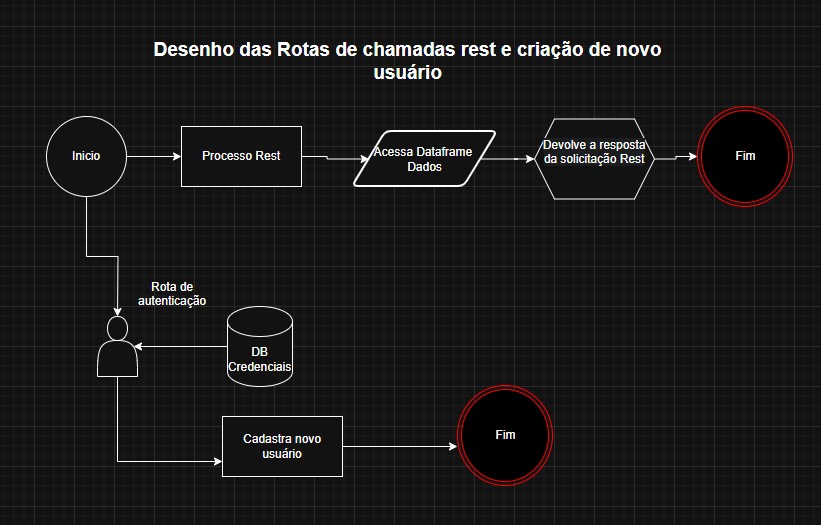 Desenho das Rotas de chamadas rest e criação de novo
usuário
Inicio
Processo Rest
Acessa Dataframe
Dados
Devolve a resposta
da solicitação Rest
Fim
Rota de
autenticação
DB
Credenciais
Cadastra novo
usuário
Fim